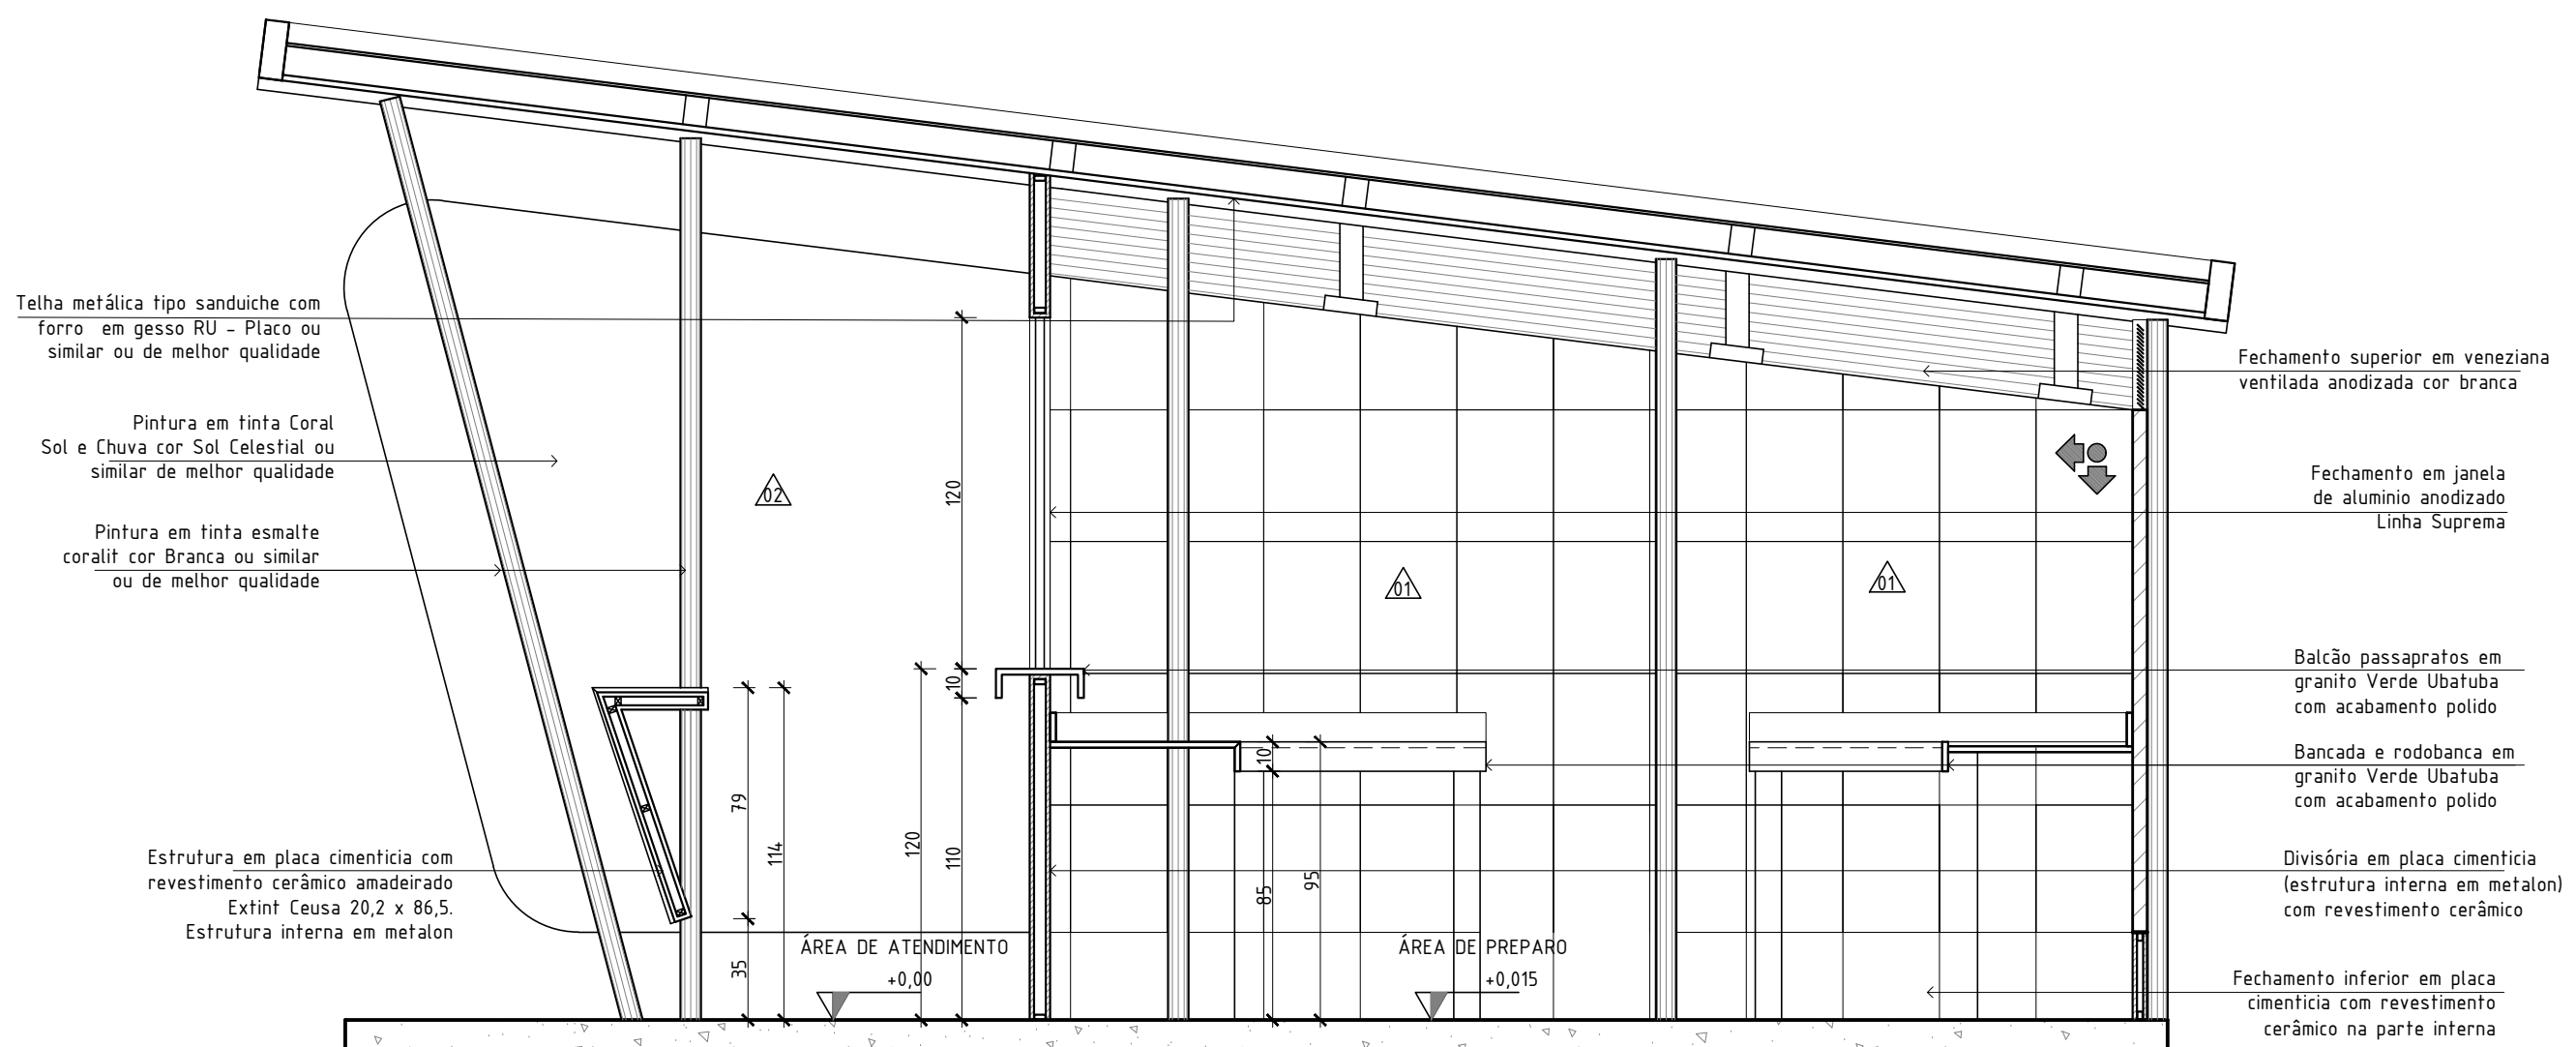 Telha metálica tipo sanduiche com
forro em gesso RU - Placo ou
similar ou de melhor qualidade
Pintura em tinta Coral
Sol e Chuva cor Sol Celestial ou
similar de melhor qualidade
Pintura em tinta esmalte
coralit cor Branca ou similar
ou de melhor qualidade
Estrutura em placa cimenticia com
revestimento cerâmico amadeirado
Extint Ceusa 20,2 x 86,5.
Estrutura interna em metalon
02
01
01
79
35
114
120
120
10
110
10
85
95
ÁREA DE ATENDIMENTO
+0,00
ÁREA DE PREPARO
+0,015
Fechamento superior em veneziana
ventilada anodizada cor branca
Fechamento em janela
de aluminio anodizado
Linha Suprema
Balcão passapratos em
granito Verde Ubatuba
com acabamento polido
Bancada e rodobanca em
granito Verde Ubatuba
com acabamento polido
Divisória em placa cimenticia
(estrutura interna em metalon)
com revestimento cerâmico
Fechamento inferior em placa
cimenticia com revestimento
cerâmico na parte interna